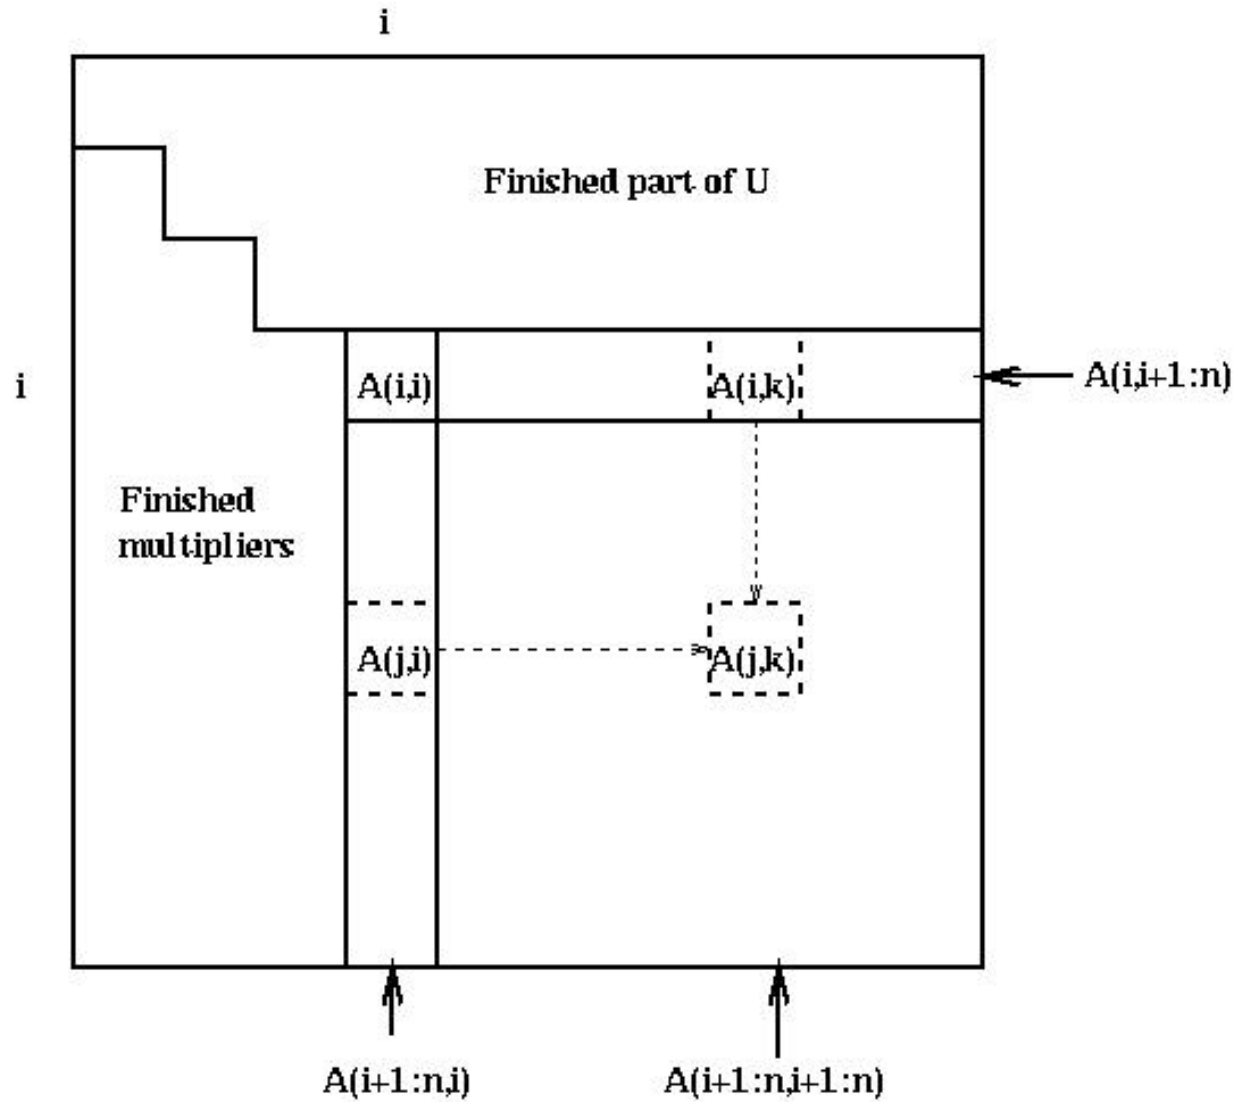 i
Finished part of U
i
A(i,i)
A(i,k)
A(i,i+1:n)
Finished
multipliers
A(j,i)
A(j,k)
A(i+1:n,i)
A(i+1:n,i+1:n)